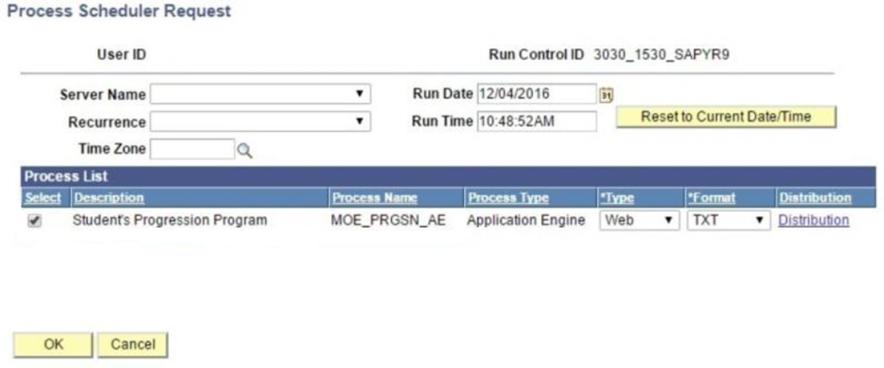 Process Scheduler Request
User ID Run Control ID 3030_1530_SAPYR9
Server Name Run Date 12/04/2016 31
Recurrence Run Time 10:48:52AM Reset to Current Date/Time
Time Zone
Process List
Select Description Process Name Process Type *Type *Format Distribution
Student's Progression Program MOE_PRGSN_AE Application Engine Web TXT Distribution
OK Cancel